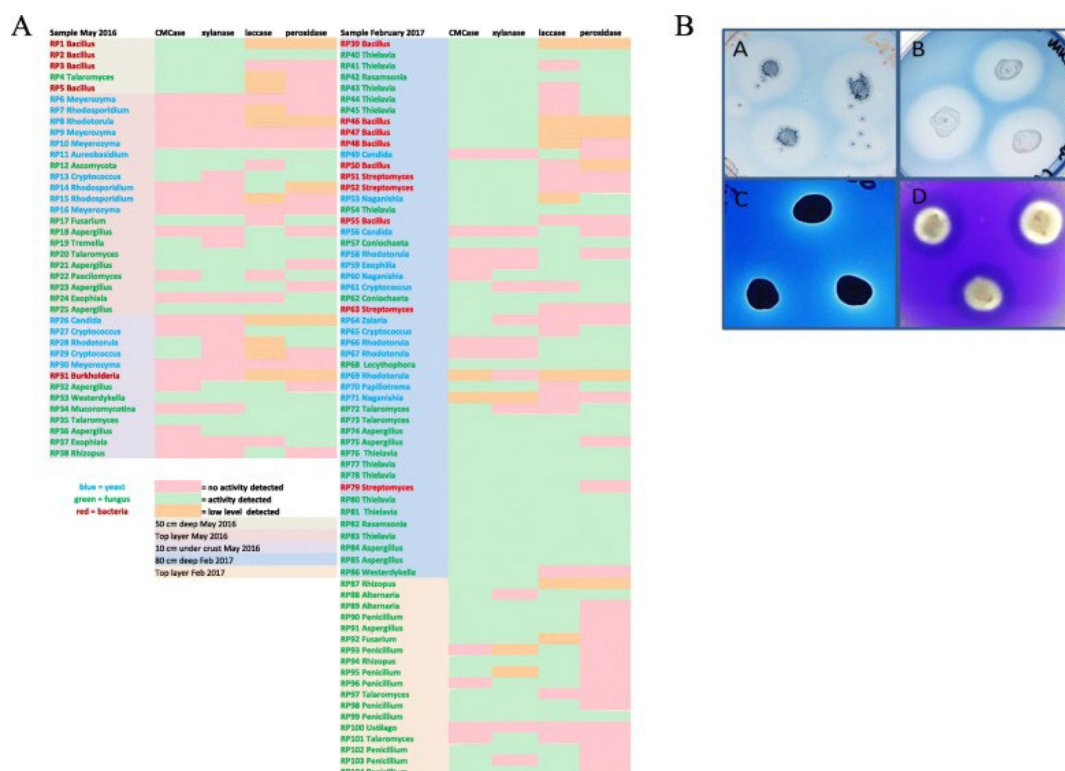 A
B
Sample May 2016 CMCase xylanase laccase peroxidase
RP1 Bacillus
RP2 Bacillus
RP3 Bacillus
RP4 Talaromyces
RP5 Bacillus
RP6 Meyerozyma
RP7 Rhodosporidium
RP8 Rhodotorula
RP9 Meyerozyma
RP10 Meyerozyma
RP11 Aureobasidium
RP12 Ascomycota
RP13 Cryptococcus
RP14 Rhodosporidium
RP15 Rhodosporidium
RP16 Meyerozyma
RP17 Fusarium
RP18 Aspergillus
RP19 Tremella
RP20 Talaromyces
RP21 Aspergillus
RP22 Paecilomyces
RP23 Aspergillus
RP24 Exophiala
RP25 Aspergillus
RP26 Candida
RP27 Cryptococcus
RP28 Rhodotorula
RP29 Cryptococcus
RP30 Meyerozyma
RP31 Burkholderia
RP32 Aspergillus
RP33 Westerdykella
RP34 Mucoromycotina
RP35 Talaromyces
RP36 Aspergillus
RP37 Exophiala
RP38 Rhizopus
blue = yeast = no activity detected
green = fungus = activity detected
red = bacteria = low level detected
50 cm deep May 2016
Top layer May 2016
10 cm under crust May 2016
80 cm deep Feb 2017
Top layer Feb 2017
Sample February 2017 CMCase xylanase laccase peroxidase
RP39 Bacillus
RP40 Thielavia
RP41 Thielavia
RP42 Rasamsonia
RP43 Thielavia
RP44 Thielavia
RP45 Thielavia
RP46 Bacillus
RP47 Bacillus
RP48 Bacillus
RP49 Candida
RP50 Bacillus
RP51 Streptomyces
RP52 Streptomyces
RP53 Naganishia
RP54 Thielavia
RP55 Bacillus
RP56 Candida
RP57 Coniochaeta
RP58 Rhodotorula
RP59 Exophilia
RP60 Naganishia
RP61 Cryptococcus
RP62 Coniochaeta
RP63 Streptomyces
RP64 Zalaria
RP65 Cryptococcus
RP66 Rhodotorula
RP67 Rhodotorula
RP68 Lecythophora
RP69 Rhodotorula
RP70 Papiliotrema
RP71 Naganishia
RP72 Talaromyces
RP73 Talaromyces
RP74 Aspergillus
RP75 Aspergillus
RP76 Thielavia
RP77 Thielavia
RP78 Thielavia
RP79 Streptomyces
RP80 Thielavia
RP81 Thielavia
RP82 Rasamsonia
RP83 Thielavia
RP84 Aspergillus
RP85 Aspergillus
RP86 Westerdykella
RP87 Rhizopus
RP88 Alternaria
RP89 Alternaria
RP90 Penicillium
RP91 Aspergillus
RP92 Fusarium
RP93 Penicillium
RP94 Rhizopus
RP95 Penicillium
RP96 Penicillium
RP97 Talaromyces
RP98 Penicillium
RP99 Penicillium
RP100 Ustilago
RP101 Talaromyces
RP102 Penicillium
RP103 Penicillium
A
B
C
D